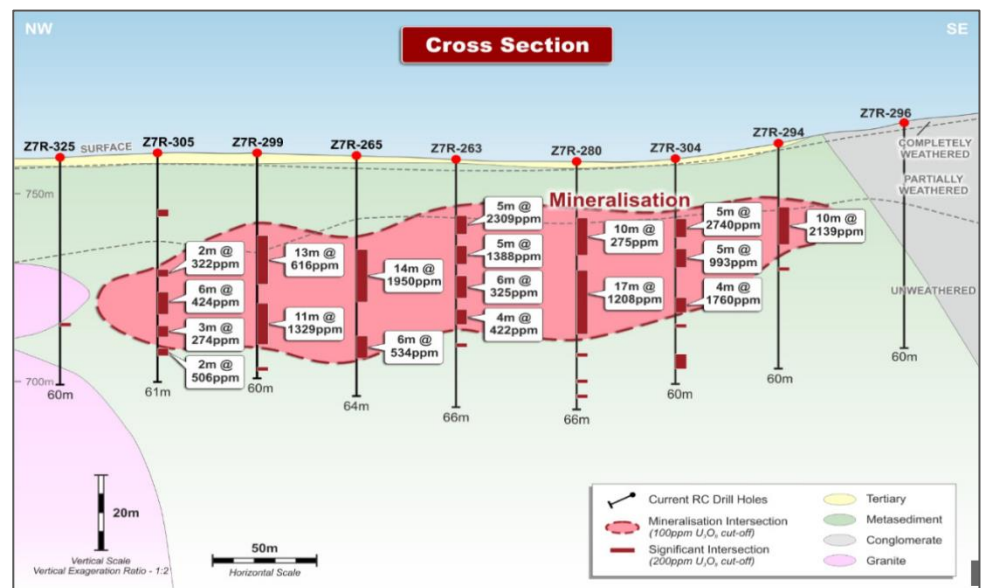 NW
SE
Cross Section
Z7R-325
SURFACE
Z7R-305
Z7R-299
Z7R-265
Z7R-263
Z7R-280
Z7R-304
Z7R-294
Z7R-296
COMPLETELY
WEATHERED
PARTIALLY
WEATHERED
UNWEATHERED
750m
700m
Mineralisation
2m @
322ppm
6m @
424ppm
3m @
274ppm
2m @
506ppm
13m @
616ppm
11m @
1329ppm
14m @
1950ppm
6m @
534ppm
5m @
2309ppm
5m @
1388ppm
6m @
325ppm
4m @
422ppm
10m @
275ppm
17m @
1208ppm
5m @
2740ppm
5m @
993ppm
4m @
1760ppm
10m @
2139ppm
60m
61m
60m
64m
66m
66m
60m
60m
60m
20m
Vertical Scale
Vertical Exageration Ratio - 1:2
50m
Horizontal Scale
Current RC Drill Holes
Mineralisation Intersection
(100ppm U₃O₈ cut-off)
Significant Intersection
(200ppm U₃O₈ cut-off)
Tertiary
Metasediment
Conglomerate
Granite